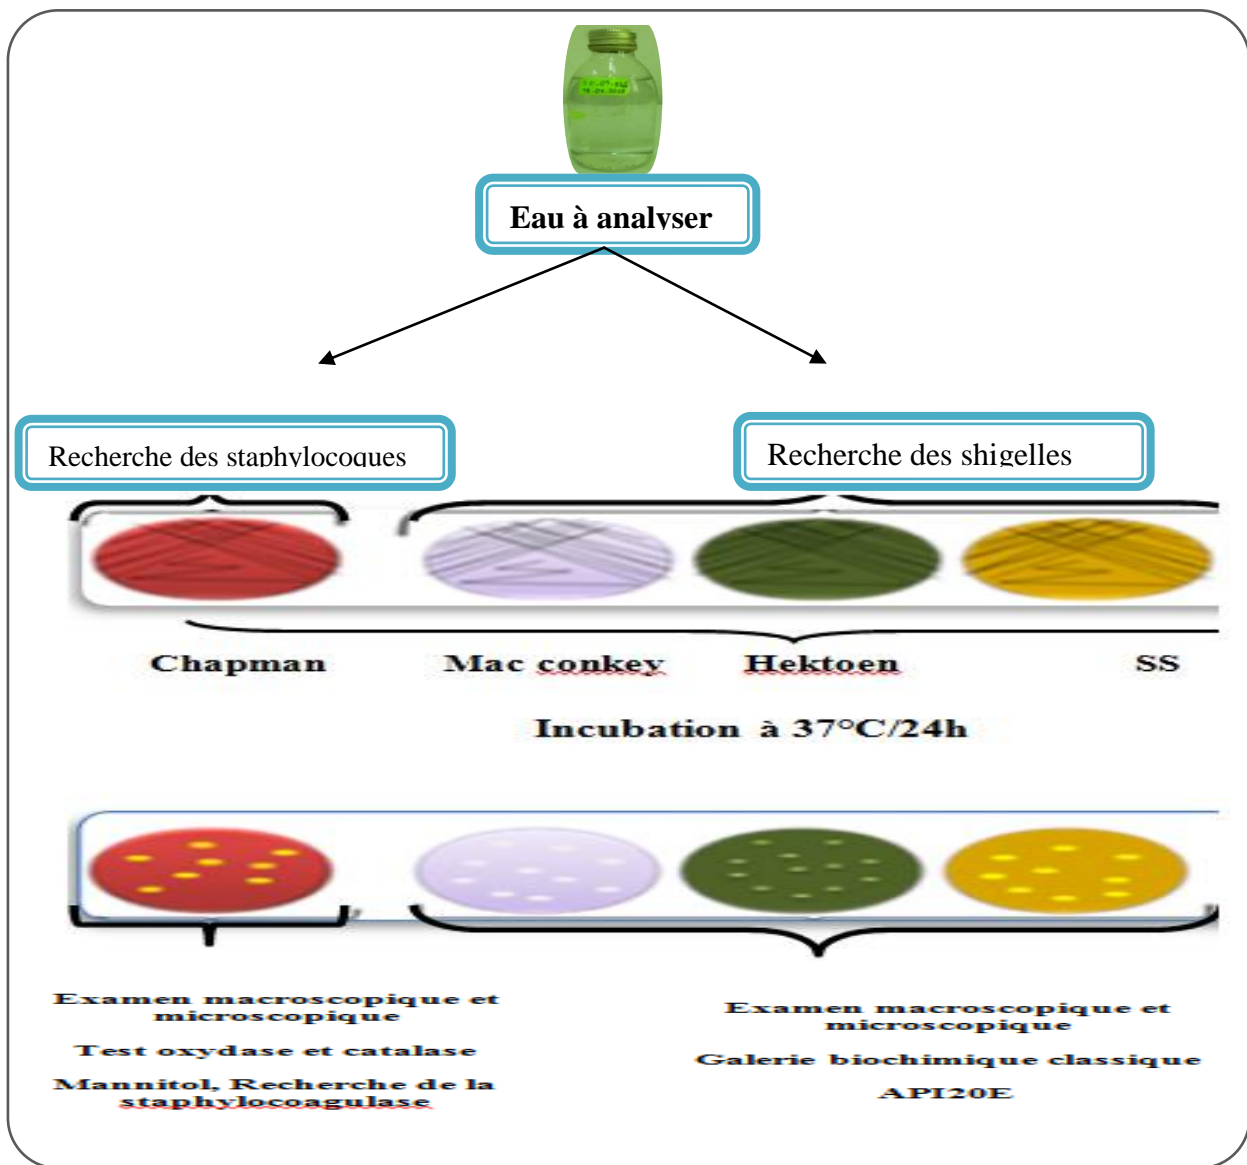 Eau à analyser
Recherche des staphylocoques
Recherche des shigelles
Chapman
Mac conkey
Hektoen
SS
Incubation à 37°C/24h
Examen macroscopique et
microscopique
Test oxydase et catalase
Mannitol, Recherche de la
staphylocoagulase
Examen macroscopique et
microscopique
Galerie biochimique classique
API20E